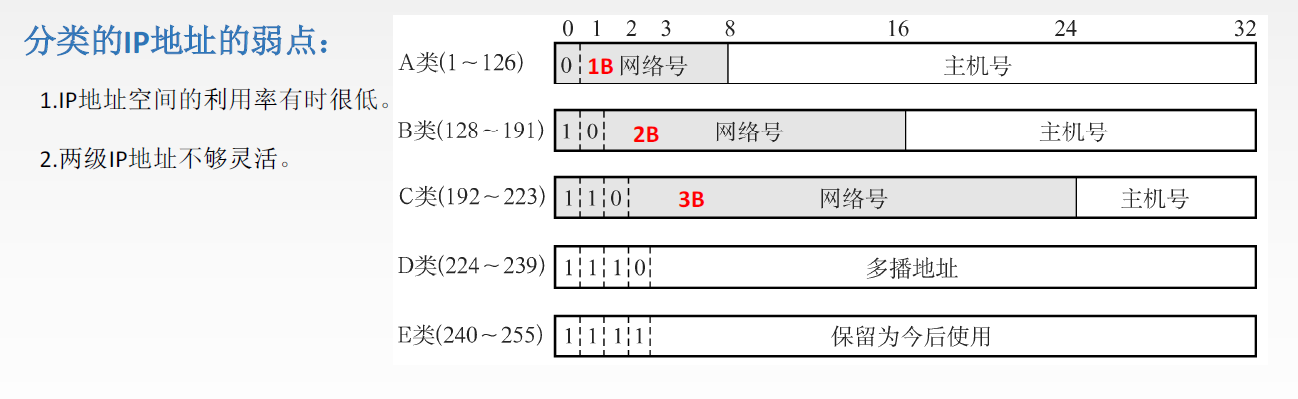 分类的IP地址的弱点：
1.IP地址空间的利用率有时很低。
2.两级IP地址不够灵活。
0 1 2 3 8 16 24 32
A类(1～126) 0 1B 网络号 主机号
B类(128～191) 1 0 2B 网络号 主机号
C类(192～223) 1 1 0 3B 网络号 主机号
D类(224～239) 1 1 1 0 多播地址
E类(240～255) 1 1 1 1 保留为今后使用